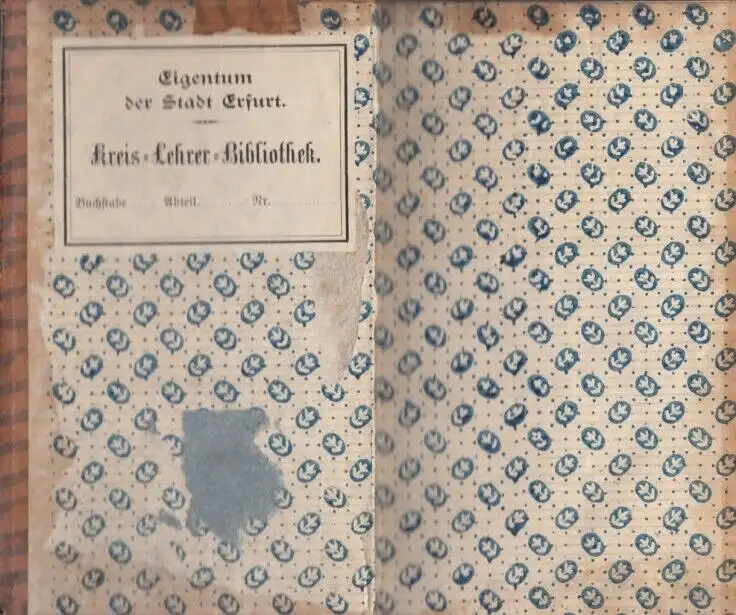 Eigentum
der Stadt Erfurt.
Kreis=Lehrer=Bibliothek.
Buchstabe ...... Abteil. ............ Nr. ................